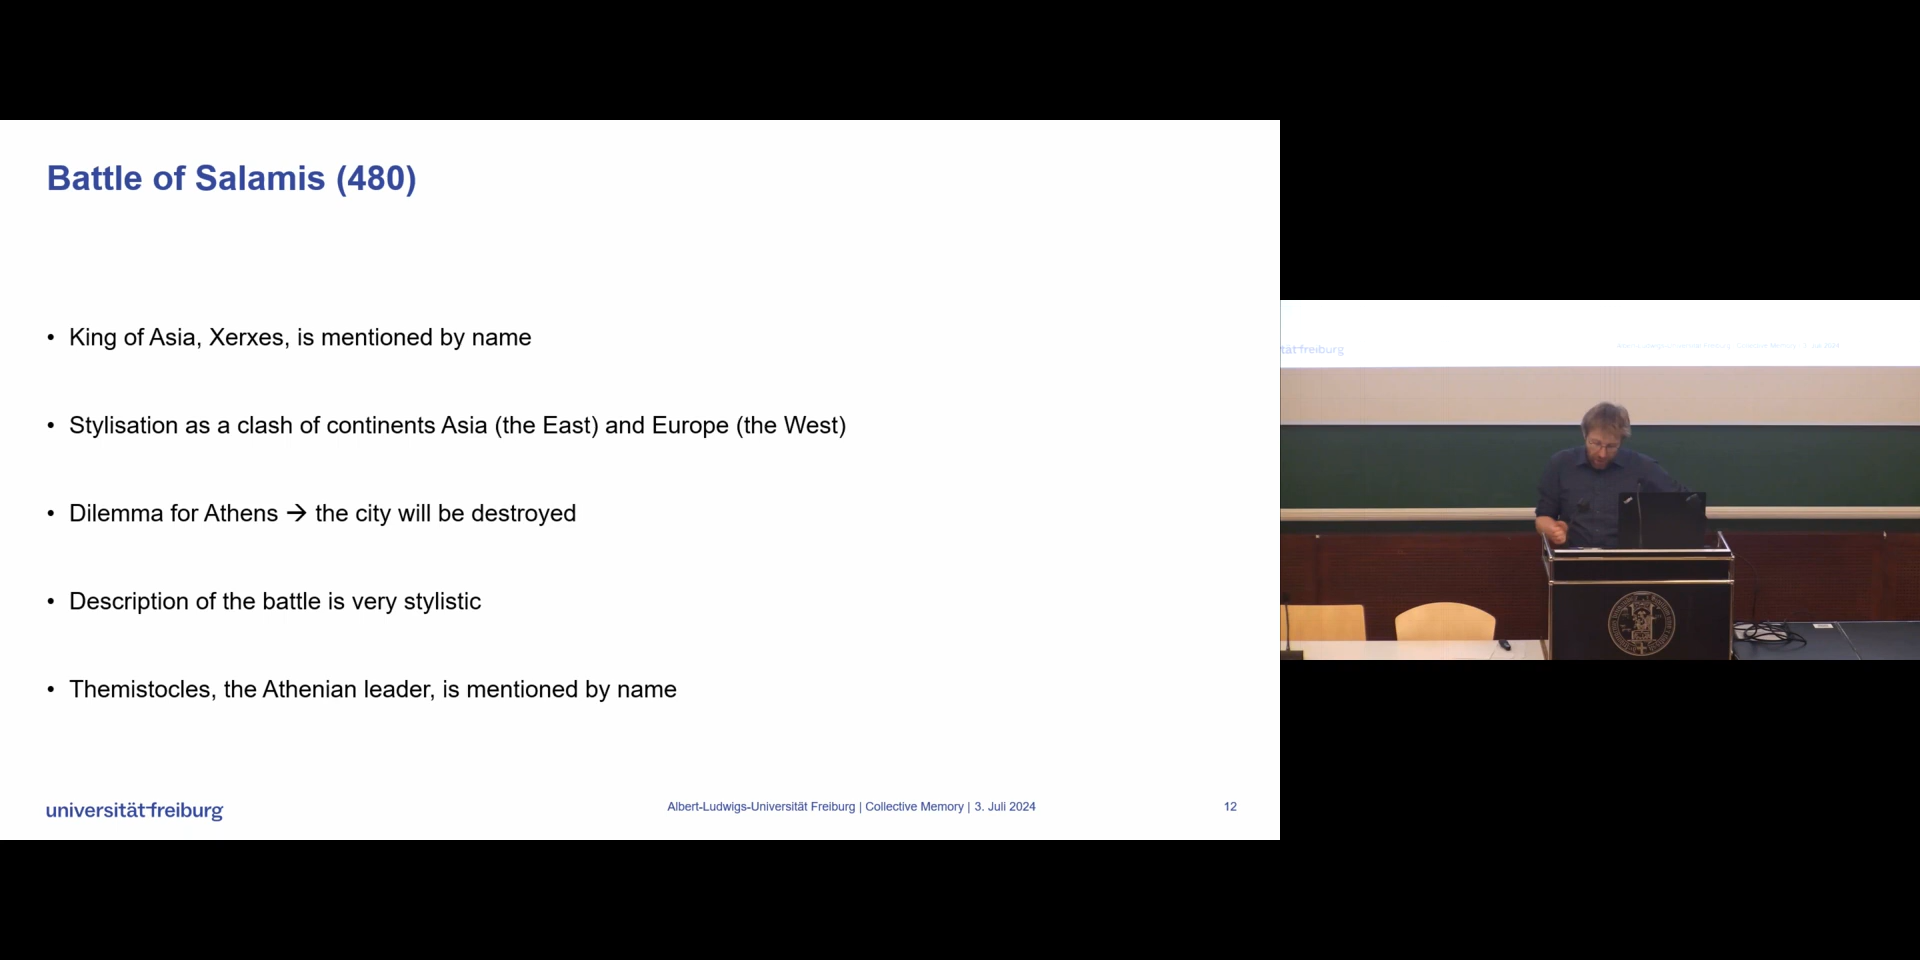 Battle of Salamis (480)
• King of Asia, Xerxes, is mentioned by name
• Stylisation as a clash of continents Asia (the East) and Europe (the West)
• Dilemma for Athens → the city will be destroyed
• Description of the battle is very stylistic
• Themistocles, the Athenian leader, is mentioned by name
universität freiburg
Albert-Ludwigs-Universität Freiburg | Collective Memory | 3. Juli 2024
12
tät freiburg